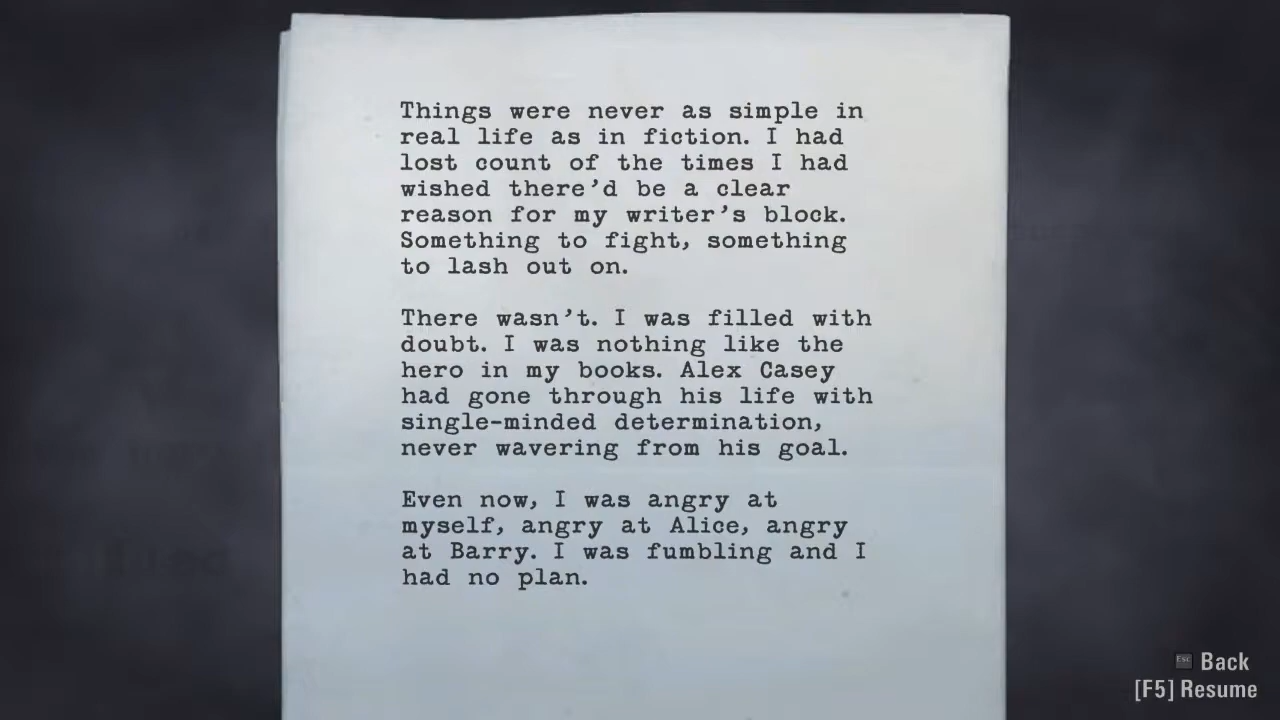 Things were never as simple in
real life as in fiction. I had
lost count of the times I had
wished there’d be a clear
reason for my writer’s block.
Something to fight, something
to lash out on.
There wasn’t. I was filled with
doubt. I was nothing like the
hero in my books. Alex Casey
had gone through his life with
single-minded determination,
never wavering from his goal.
Even now, I was angry at
myself, angry at Alice, angry
at Barry. I was fumbling and I
had no plan.
Esc Back
[F5] Resume